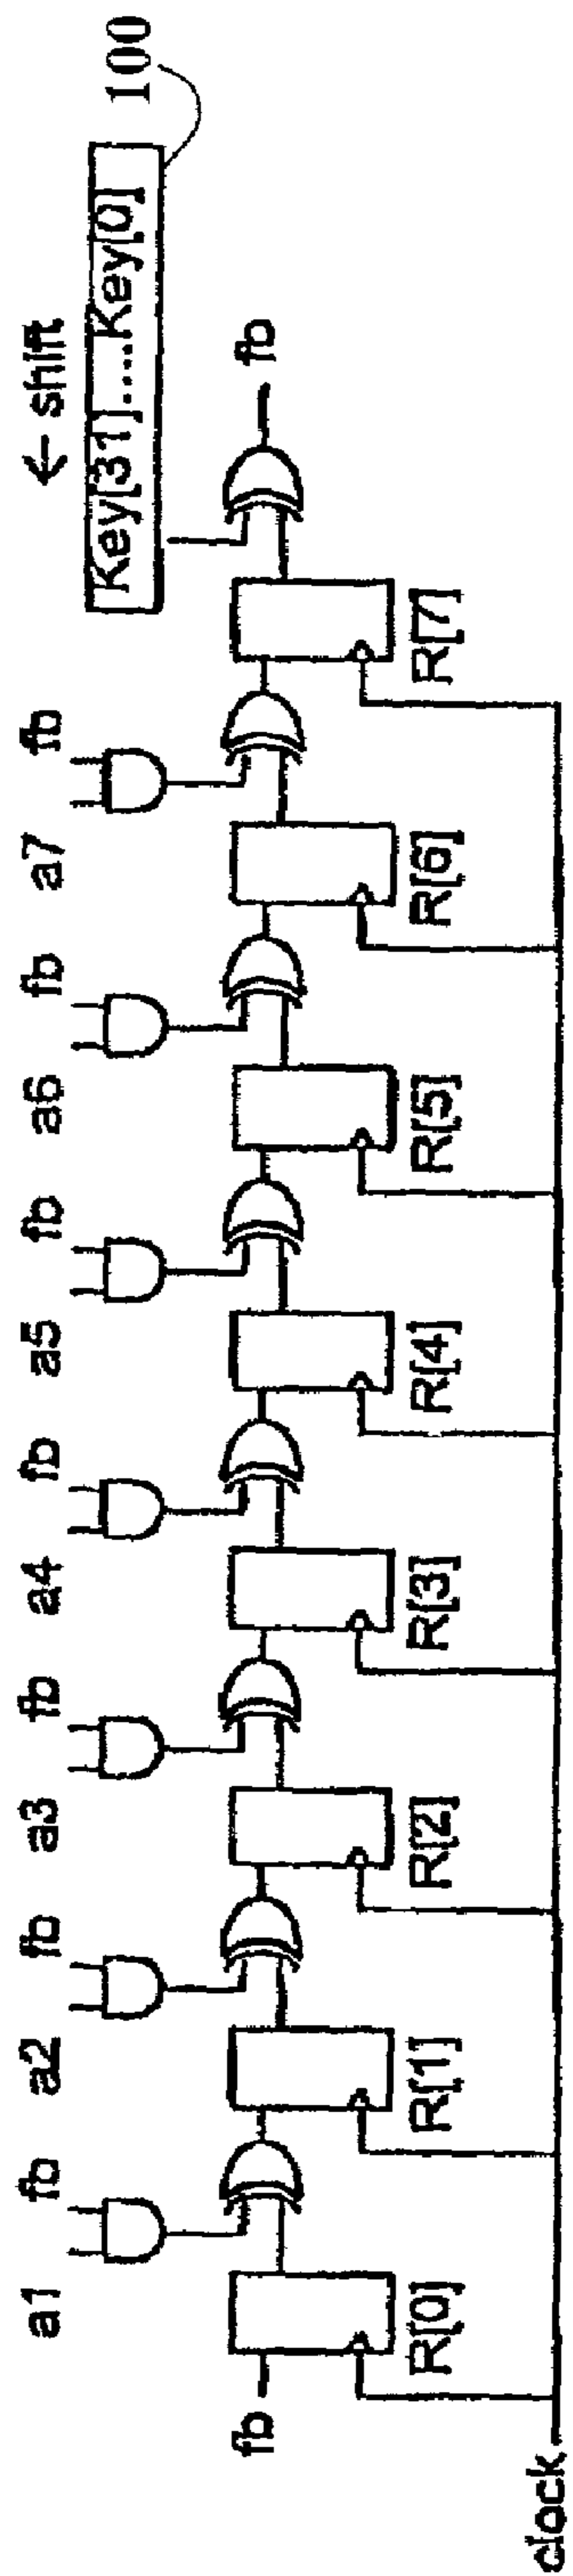 ← shift
Key[31].....Key[0]
100
a1 fb a2 fb a3 fb a4 fb a5 fb a6 fb a7 fb
fb
fb
R[0] R[1] R[2] R[3] R[4] R[5] R[6] R[7]
clock